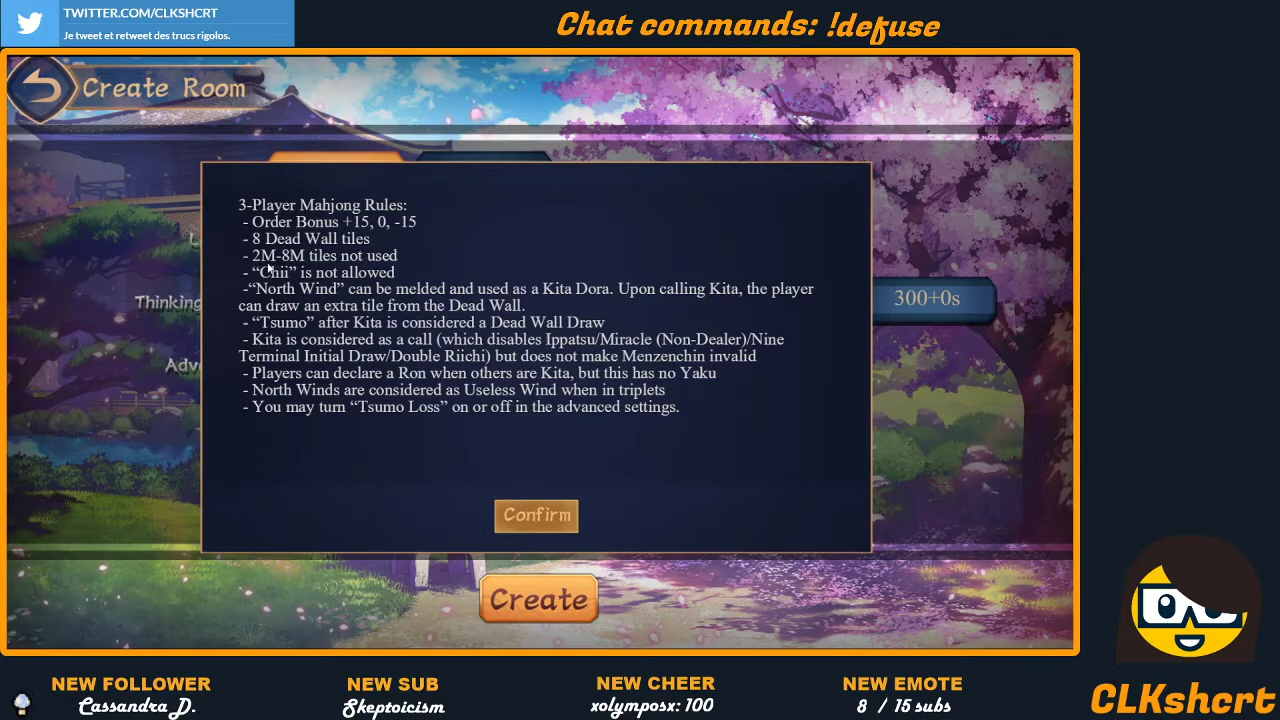 TWITTER.COM/CLKSHCRT
Je tweet et retweet des trucs rigolos.
Chat commands: !defuse
Create Room
3-Player Mahjong Rules:
- Order Bonus +15, 0, -15
- 8 Dead Wall tiles
- 2M-8M tiles not used
- “Chii” is not allowed
-“North Wind” can be melded and used as a Kita Dora. Upon calling Kita, the player
can draw an extra tile from the Dead Wall.
- “Tsumo” after Kita is considered a Dead Wall Draw
- Kita is considered as a call (which disables Ippatsu/Miracle (Non-Dealer)/Nine
Terminal Initial Draw/Double Riichi) but does not make Menzenchin invalid
- Players can declare a Ron when others are Kita, but this has no Yaku
- North Winds are considered as Useless Wind when in triplets
- You may turn “Tsumo Loss” on or off in the advanced settings.
Thinking
300+0s
Adv
Confirm
Create
NEW FOLLOWER
Cassandra D.
NEW SUB
Skeptoicism
NEW CHEER
xolymposx: 100
NEW EMOTE
8 / 15 subs
CLKshcrt